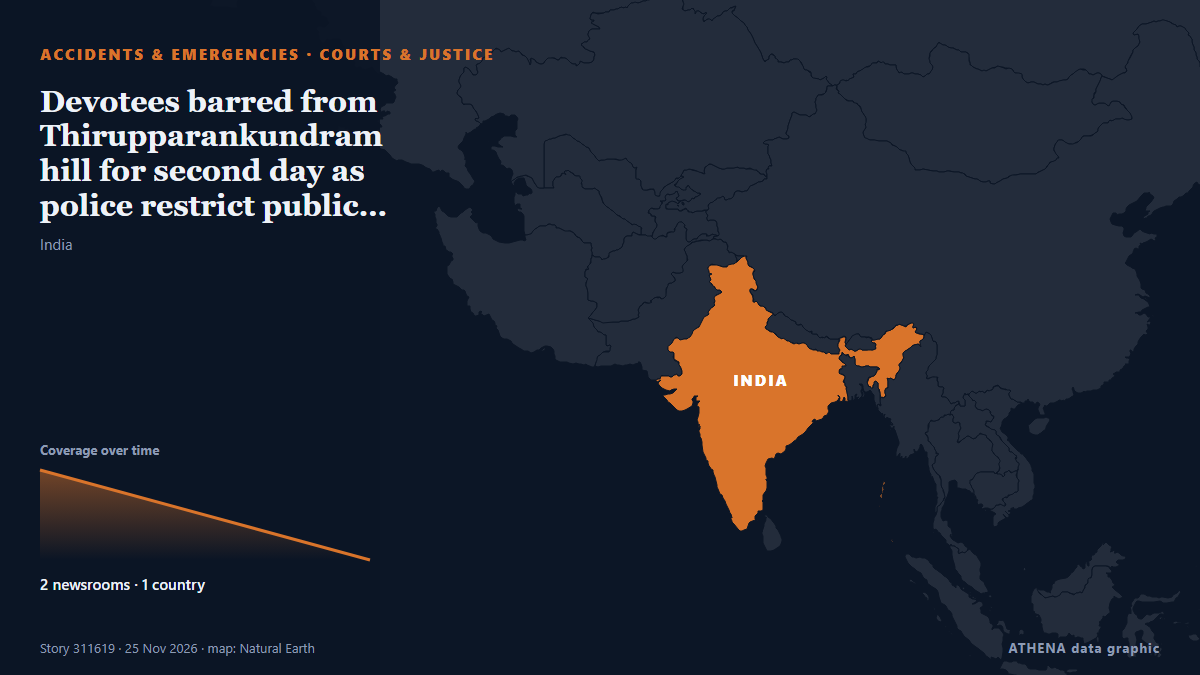 ACCIDENTS & EMERGENCIES · COURTS & JUSTICE
Devotees barred from
Thirupparankundram
hill for second day as
police restrict public...
India
INDIA
Coverage over time
2 newsrooms · 1 country
Story 311619 · 25 Nov 2026 · map: Natural Earth
ATHENA data graphic